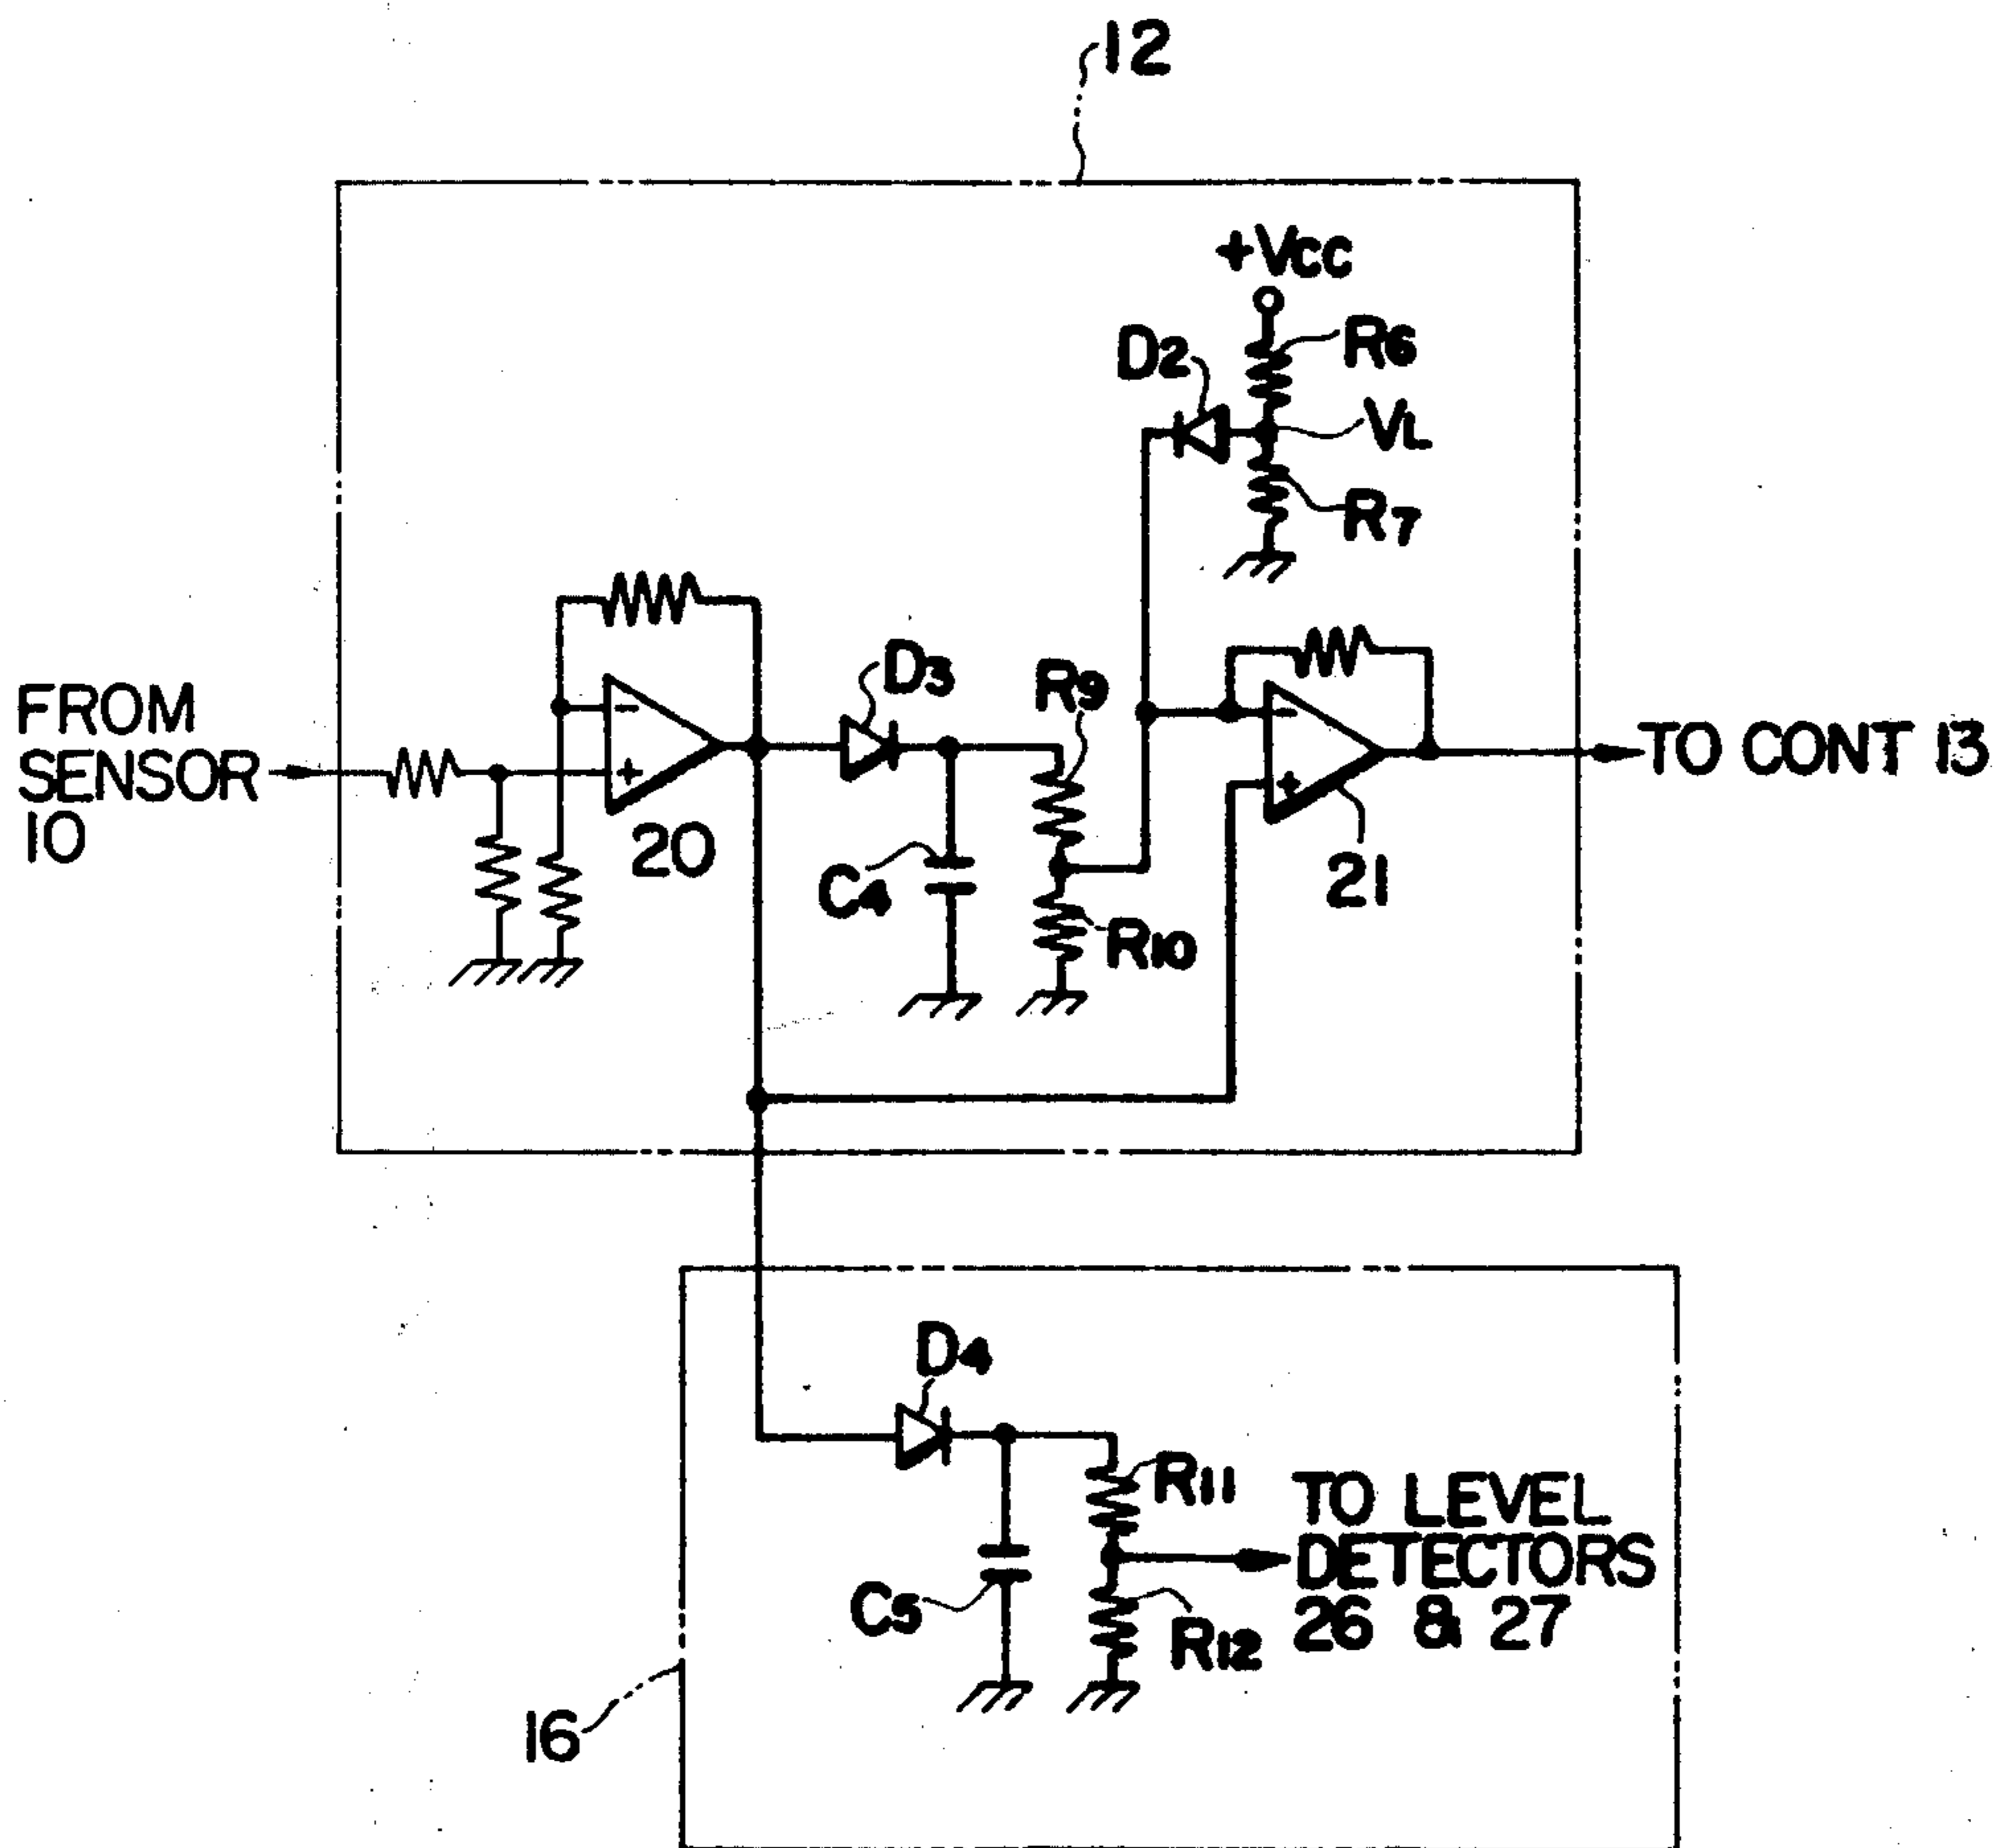 12
+Vcc
D2
R6
VL
R7
D3
R9
FROM
SENSOR
10
20
C4
R10
21
TO CONT 13
D4
R11
TO LEVEL
DETECTORS
26 & 27
C5
R12
16